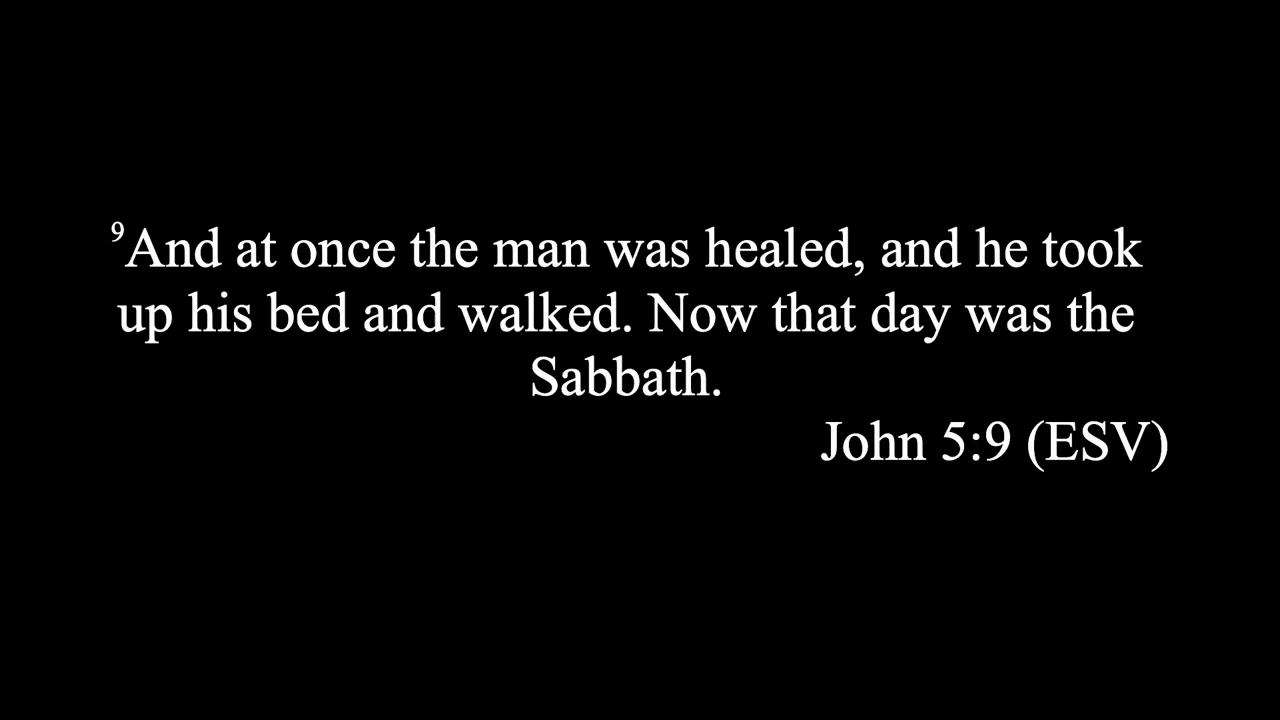 ⁹And at once the man was healed, and he took
up his bed and walked. Now that day was the
Sabbath.
John 5:9 (ESV)